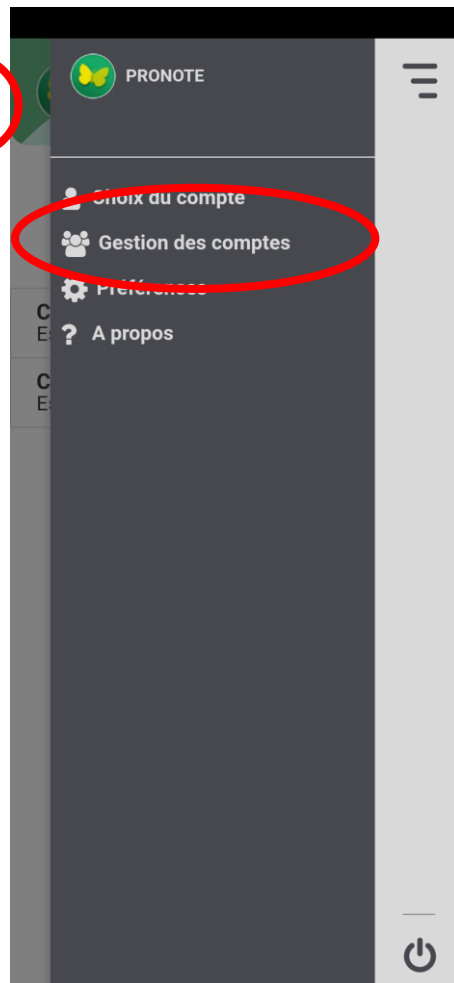 PRONOTE
Choix du compte
Gestion des comptes
Préférences
A propos
C
E
C
E